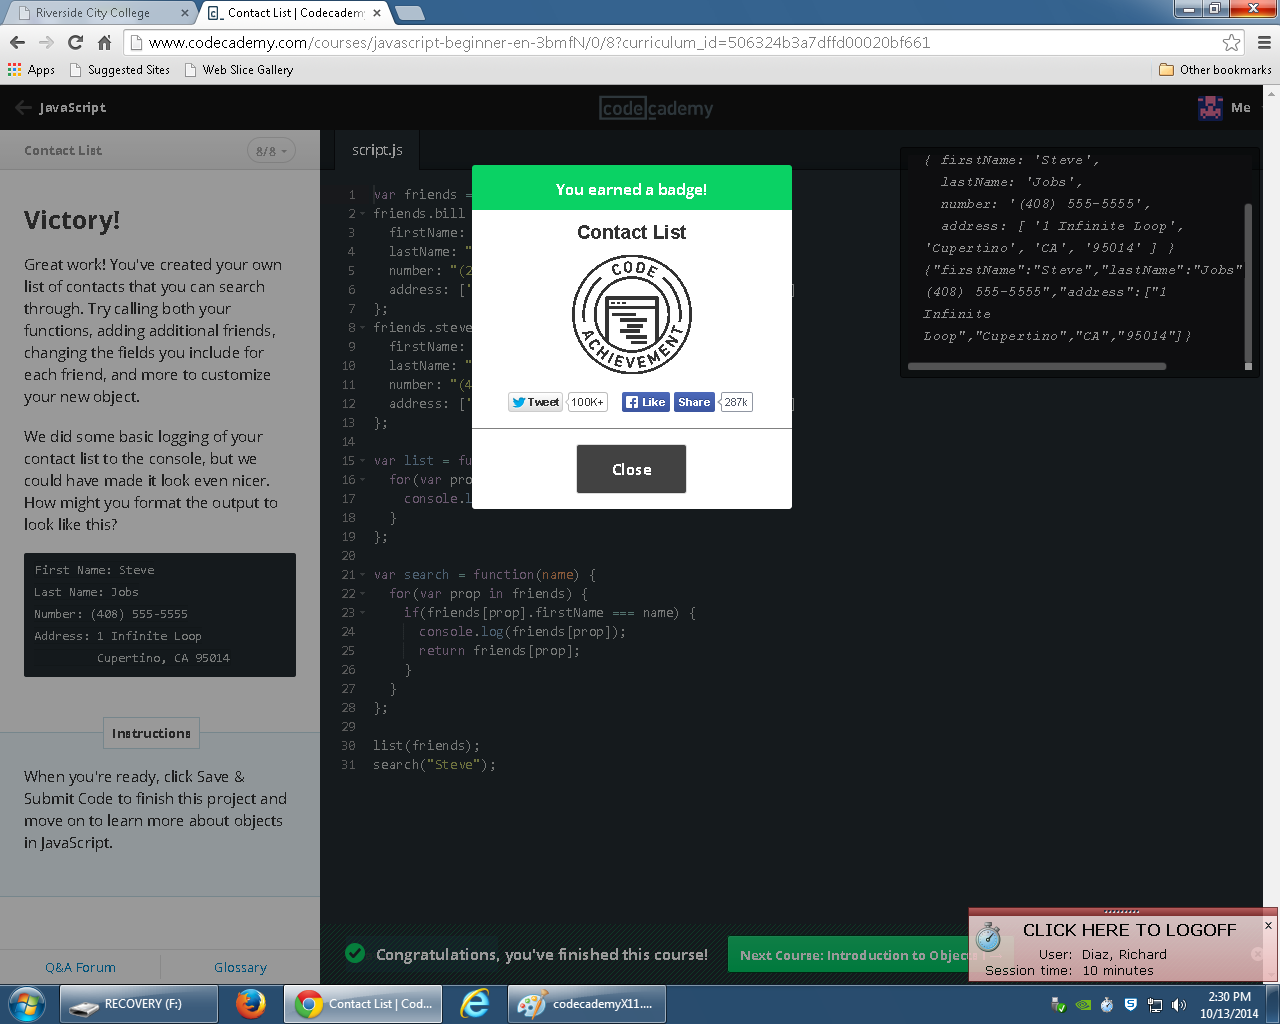 Riverside City College
Contact List | Codecademy
www.codecademy.com/courses/javascript-beginner-en-3bmfN/0/8?curriculum_id=506324b3a7dffd00020bf661
Apps
Suggested Sites
Web Slice Gallery
Other bookmarks
JavaScript
code cademy
Me
Contact List
8/8
Victory!
Great work! You've created your own
list of contacts that you can search
through. Try calling both your
functions, adding additional friends,
changing the fields you include for
each friend, and more to customize
your new object.
We did some basic logging of your
contact list to the console, but we
could have made it look even nicer.
How might you format the output to
look like this?
First Name: Steve
Last Name: Jobs
Number: (408) 555-5555
Address: 1 Infinite Loop
Cupertino, CA 95014
Instructions
When you're ready, click Save &
Submit Code to finish this project and
move on to learn more about objects
in JavaScript.
Q&A Forum
Glossary
script.js
1 var friends =
2 friends.bill
3 firstName:
4 lastName: "
5 number: "(2
6 address: [" ]
7 };
8 friends.steve
9 firstName:
10 lastName: "
11 number: "(4
12 address: [" ]
13 };
14
15 var list = fu
16 for(var pro
17 console.l
18 }
19 };
20
21 var search = function(name) {
22 for(var prop in friends) {
23 if(friends[prop].firstName === name) {
24 console.log(friends[prop]);
25 return friends[prop];
26 }
27 }
28 };
29
30 list(friends);
31 search("Steve");
You earned a badge!
Contact List
CODE
ACHIEVEMENT
Tweet
100K+
Like
Share
287k
Close
{ firstName: 'Steve',
lastName: 'Jobs',
number: '(408) 555-5555',
address: [ '1 Infinite Loop',
'Cupertino', 'CA', '95014' ] }
{"firstName":"Steve","lastName":"Jobs"
(408) 555-5555","address":["1
Infinite
Loop","Cupertino","CA","95014"]}
Congratulations, you've finished this course!
Next Course: Introduction to Objects I
CLICK HERE TO LOGOFF
User: Diaz, Richard
Session time: 10 minutes
RECOVERY (F:)
Contact List | Cod...
codecademyX11....
2:30 PM
10/13/2014